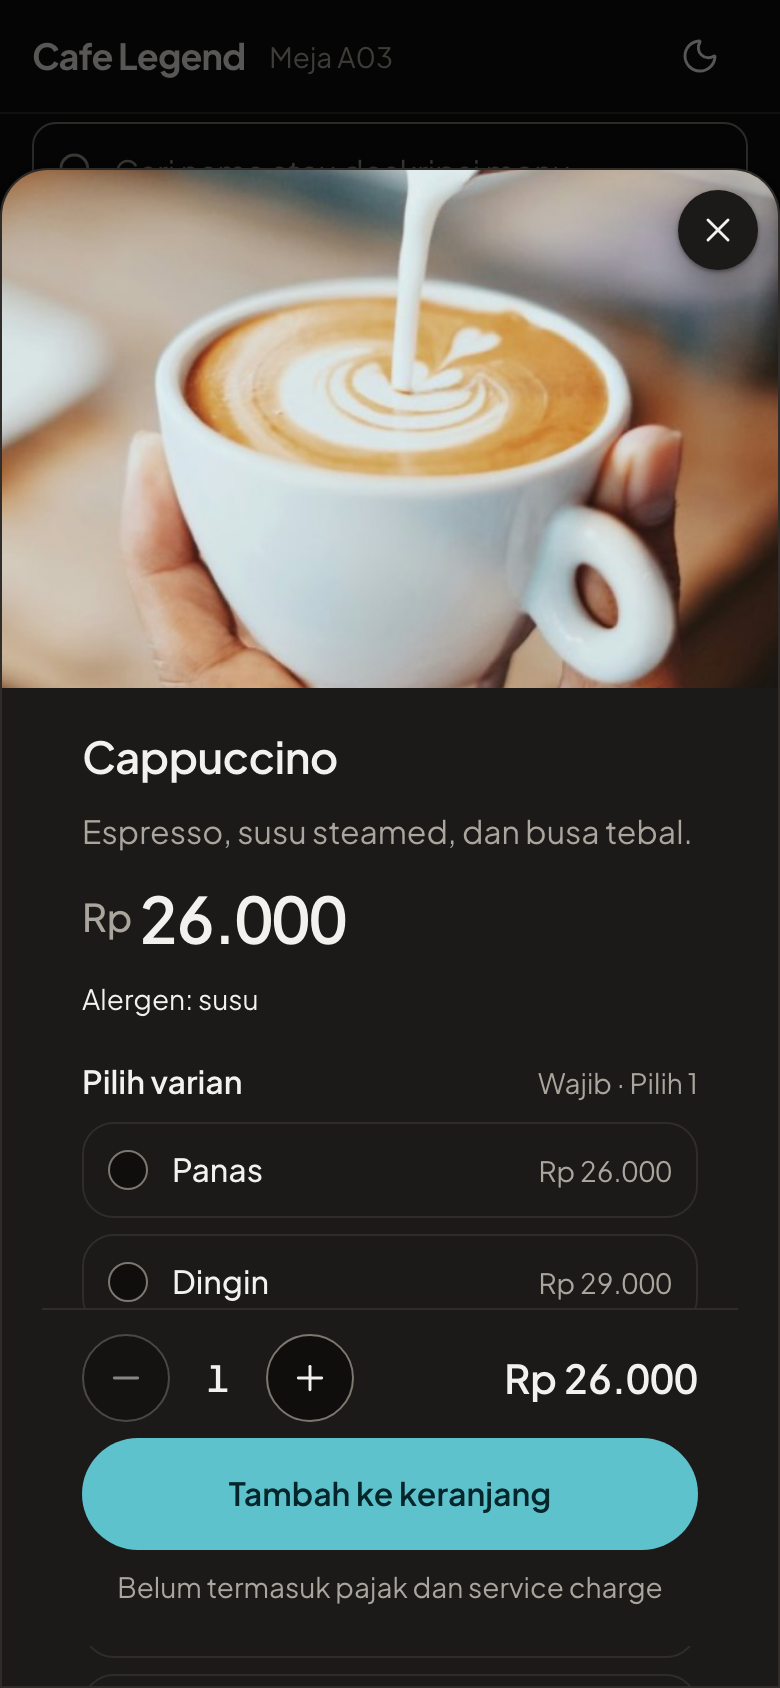 Cafe Legend Meja A03
Cappuccino
Espresso, susu steamed, dan busa tebal.
Rp 26.000
Alergen: susu
Pilih varian Wajib · Pilih 1
Panas Rp 26.000
Dingin Rp 29.000
1 Rp 26.000
Tambah ke keranjang
Belum termasuk pajak dan service charge